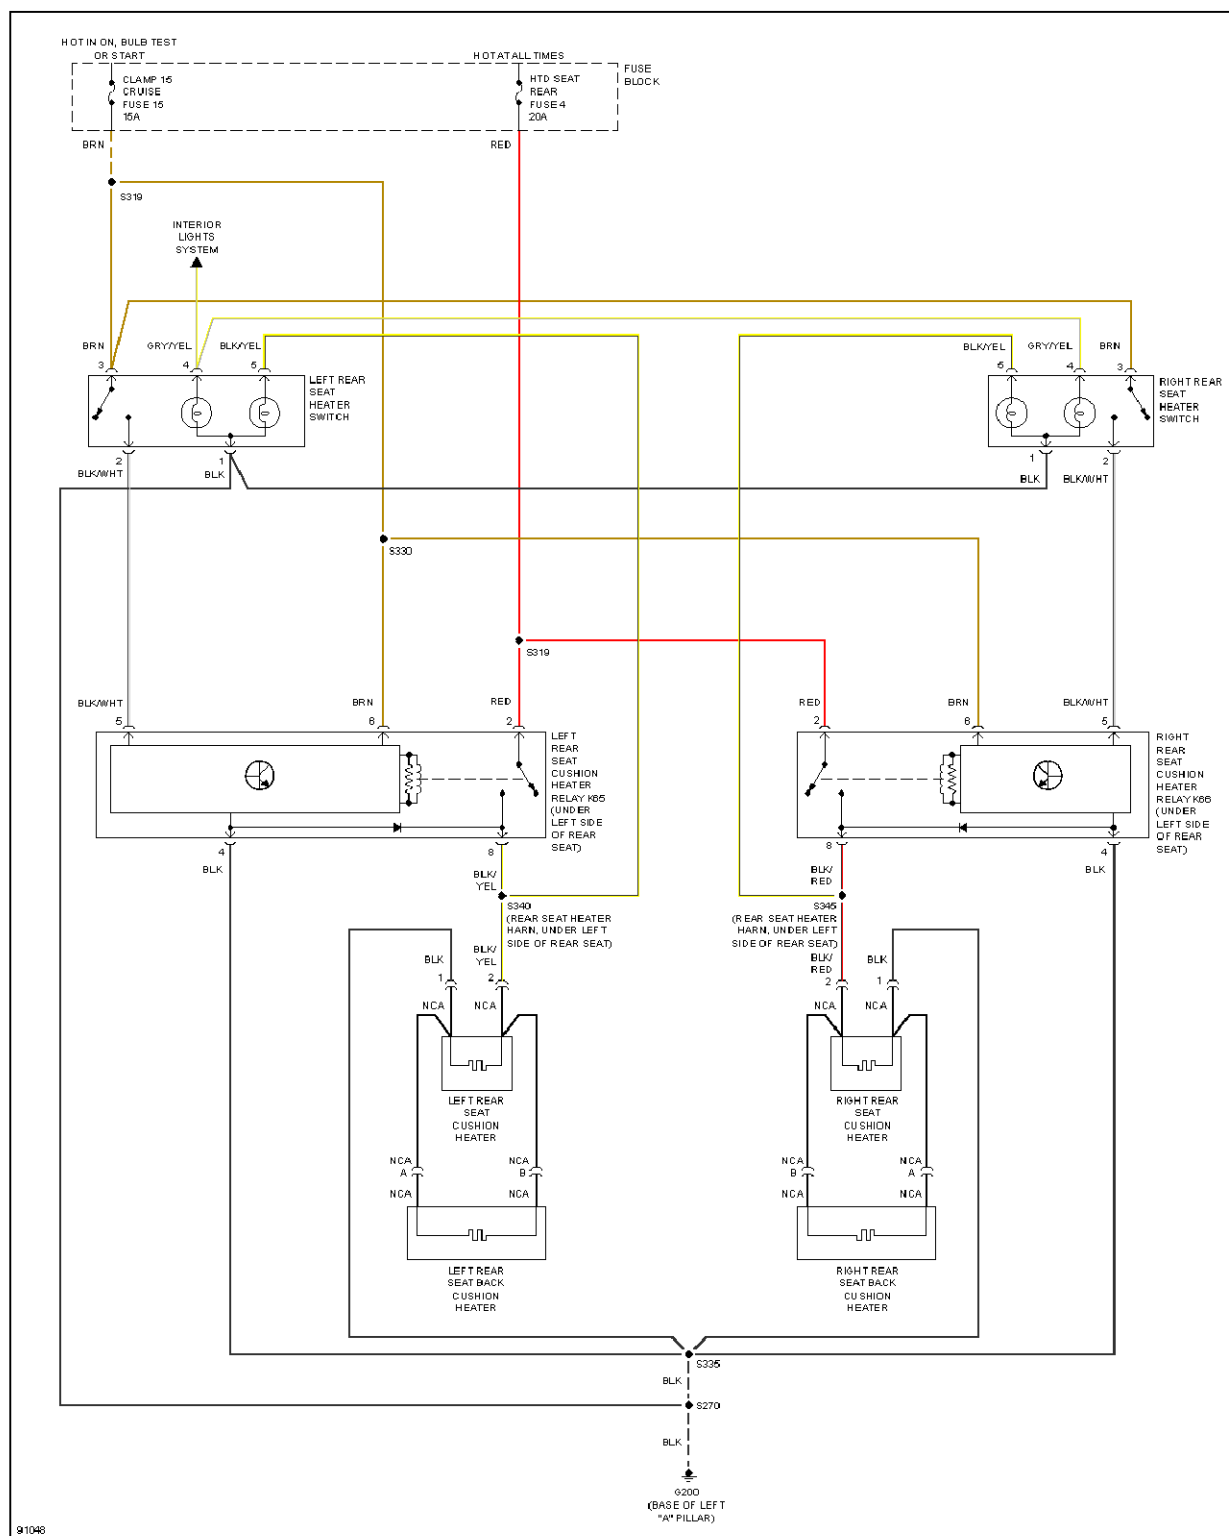 HOT IN ON, BULB TEST
OR START
HOT AT ALL TIMES
FUSE
BLOCK
CLAMP 15
CRUISE
FUSE 15
15A
HTD SEAT
REAR
FUSE 4
20A
BRN
RED
S319
INTERIOR
LIGHTS
SYSTEM
BRN
GRY/YEL
BLK/YEL
BLK/YEL
GRY/YEL
BRN
3
4
5
5
4
3
LEFT REAR
SEAT
HEATER
SWITCH
RIGHT REAR
SEAT
HEATER
SWITCH
2
1
1
2
BLK/WHT
BLK
BLK
BLK/WHT
S330
S319
BLK/WHT
BRN
RED
RED
BRN
BLK/WHT
5
6
2
2
6
5
LEFT
REAR
SEAT
CUSHION
HEATER
RELAY K65
(UNDER
LEFT SIDE
OF REAR
SEAT)
RIGHT
REAR
SEAT
CUSHION
HEATER
RELAY K66
(UNDER
LEFT SIDE
OF REAR
SEAT)
4
8
8
4
BLK
BLK/
YEL
BLK/
RED
BLK
S340
(REAR SEAT HEATER
HARN, UNDER LEFT
SIDE OF REAR SEAT)
S345
(REAR SEAT HEATER
HARN, UNDER LEFT
SIDE OF REAR SEAT)
BLK
BLK/
YEL
BLK/
RED
BLK
1
2
2
1
NCA
NCA
NCA
NCA
LEFT REAR
SEAT
CUSHION
HEATER
RIGHT REAR
SEAT
CUSHION
HEATER
NCA
A
NCA
B
NCA
B
NCA
A
NCA
NCA
NCA
NCA
LEFT REAR
SEAT BACK
CUSHION
HEATER
RIGHT REAR
SEAT BACK
CUSHION
HEATER
S335
BLK
S270
BLK
G200
(BASE OF LEFT
"A" PILLAR)
91048